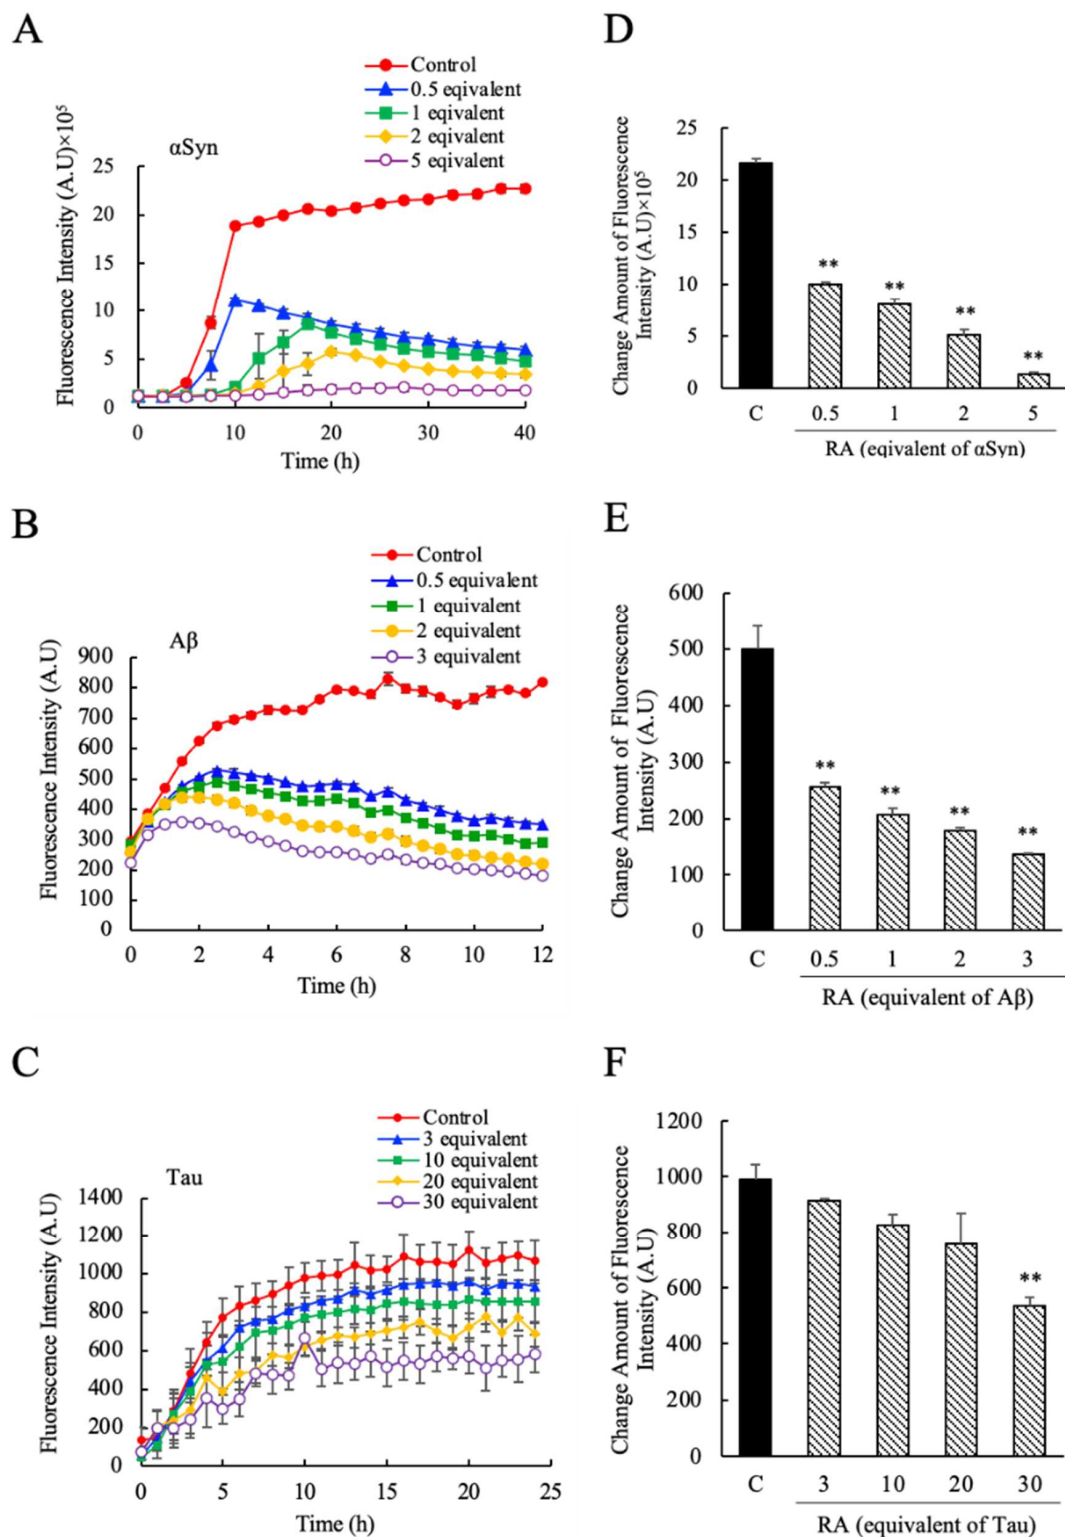 A
Control
0.5 eqivalent
1 eqivalent
2 eqivalent
5 eqivalent
αSyn
Fluorescence Intensity (A.U)×10⁵
25
20
15
10
5
0
0 10 20 30 40
Time (h)
D
Change Amount of Fluorescence
Intensity (A.U)×10⁵
25
20
15
10
5
0
** ** ** **
C 0.5 1 2 5
RA (eqivalent of αSyn)
B
Control
0.5 equivalent
1 equivalent
2 equivalent
3 equivalent
Aβ
Fluorescence Intensity (A.U)
900
800
700
600
500
400
300
200
100
0
0 2 4 6 8 10 12
Time (h)
E
Change Amount of Fluorescence
Intensity (A.U)
600
500
400
300
200
100
0
** ** ** **
C 0.5 1 2 3
RA (equivalent of Aβ)
C
Control
3 equivalent
10 equivalent
20 equivalent
30 equivalent
Tau
Fluorescence Intensity (A.U)
1400
1200
1000
800
600
400
200
0
0 5 10 15 20 25
Time (h)
F
Change Amount of Fluorescence
Intensity (A.U)
1200
1000
800
600
400
200
0
**
C 3 10 20 30
RA (equivalent of Tau)